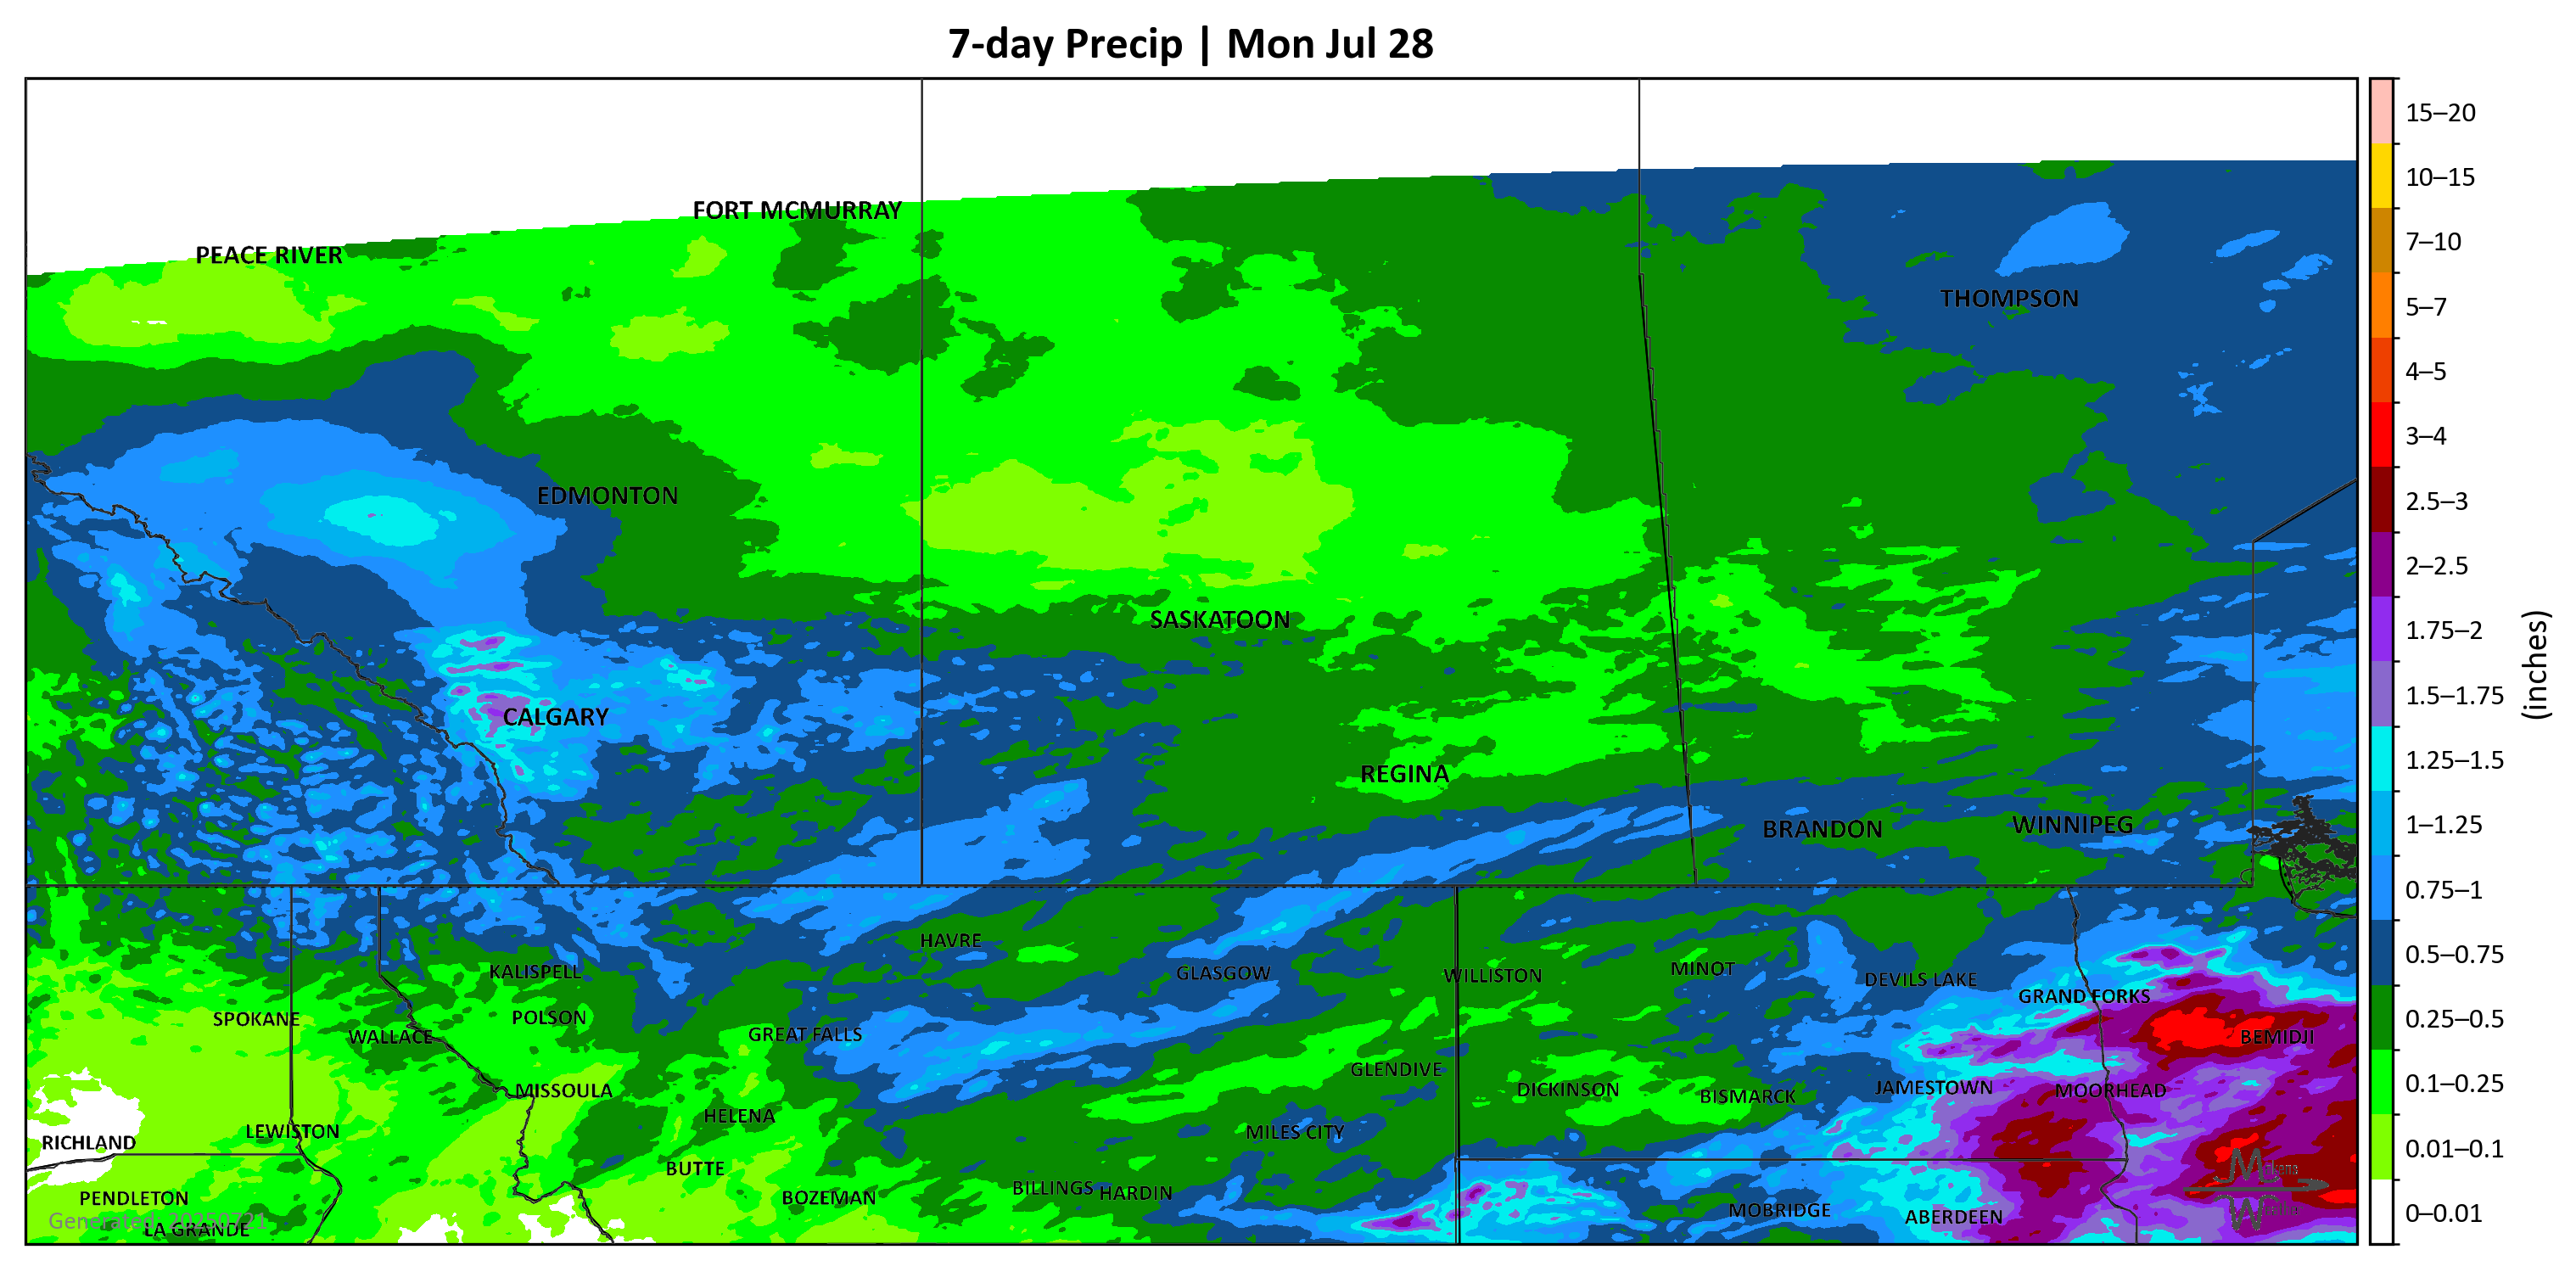 7-day Precip | Mon Jul 28
15–20
10–15
FORT MCMURRAY
7–10
PEACE RIVER
THOMPSON
5–7
4–5
3–4
EDMONTON
2.5–3
2–2.5
SASKATOON
1.75–2
(inches)
1.5–1.75
CALGARY
1.25–1.5
REGINA
1–1.25
BRANDON
WINNIPEG
0.75–1
HAVRE
0.5–0.75
KALISPELL
GLASGOW
WILLISTON
MINOT
DEVILS LAKE
GRAND FORKS
0.25–0.5
SPOKANE
POLSON
WALLACE
GREAT FALLS
BEMIDJI
GLENDIVE
0.1–0.25
MISSOULA
DICKINSON
BISMARCK
JAMESTOWN
MOORHEAD
HELENA
RICHLAND
LEWISTON
MILES CITY
0.01–0.1
BUTTE
PENDLETON
BOZEMAN
BILLINGS
HARDIN
MOBRIDGE
ABERDEEN
0–0.01
Generated: 20250721
LA GRANDE